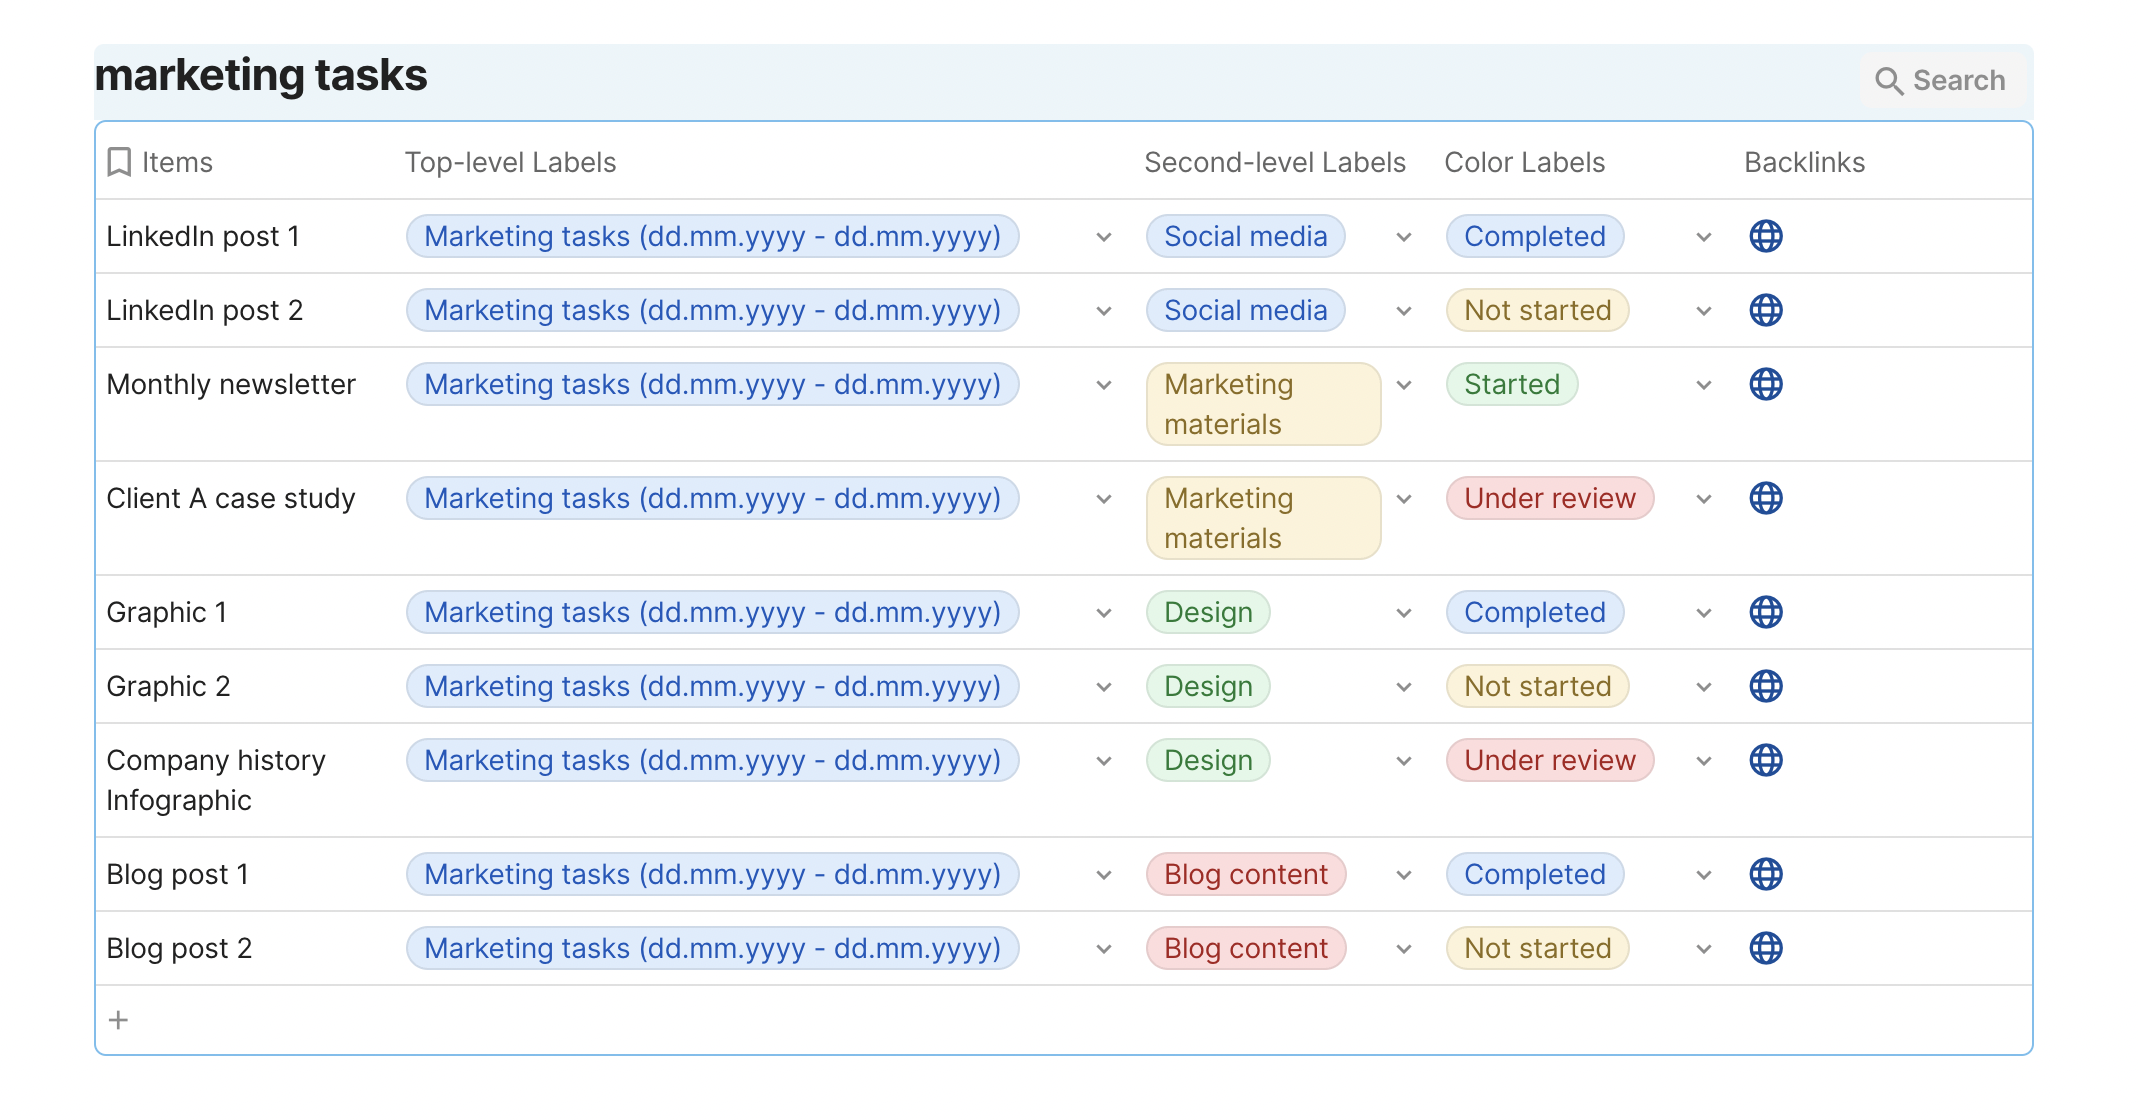 marketing tasks
Search
Items Top-level Labels Second-level Labels Color Labels Backlinks
LinkedIn post 1 Marketing tasks (dd.mm.yyyy - dd.mm.yyyy) Social media Completed
LinkedIn post 2 Marketing tasks (dd.mm.yyyy - dd.mm.yyyy) Social media Not started
Monthly newsletter Marketing tasks (dd.mm.yyyy - dd.mm.yyyy) Marketing Started
materials
Client A case study Marketing tasks (dd.mm.yyyy - dd.mm.yyyy) Marketing Under review
materials
Graphic 1 Marketing tasks (dd.mm.yyyy - dd.mm.yyyy) Design Completed
Graphic 2 Marketing tasks (dd.mm.yyyy - dd.mm.yyyy) Design Not started
Company history Marketing tasks (dd.mm.yyyy - dd.mm.yyyy) Design Under review
Infographic
Blog post 1 Marketing tasks (dd.mm.yyyy - dd.mm.yyyy) Blog content Completed
Blog post 2 Marketing tasks (dd.mm.yyyy - dd.mm.yyyy) Blog content Not started
+